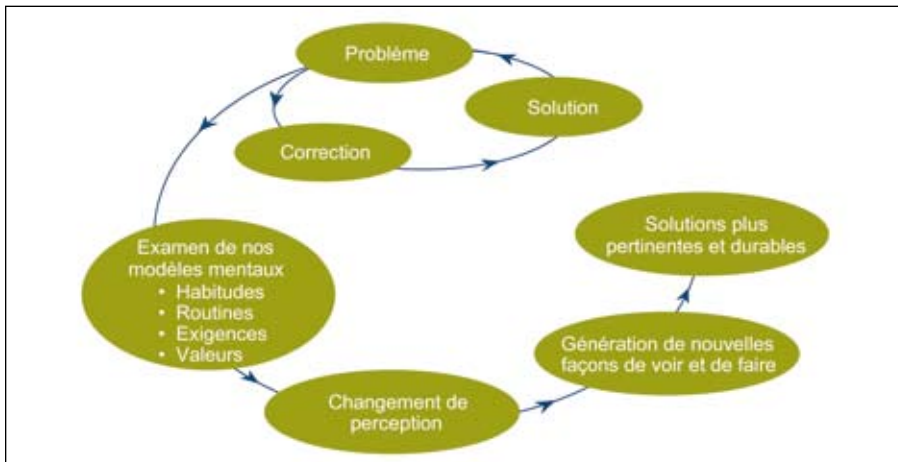 Problème
Solution
Correction
Examen de nos
modèles mentaux
• Habitudes
• Routines
• Exigences
• Valeurs
Changement de
perception
Génération de nouvelles
façons de voir et de faire
Solutions plus
pertinentes et durables